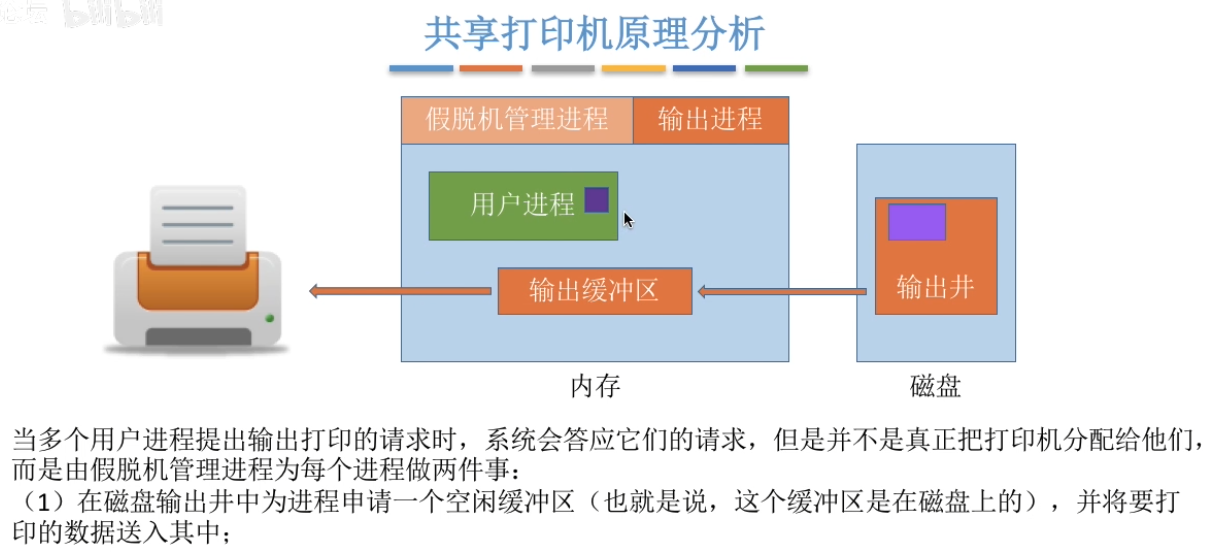 bilibili
共享打印机原理分析
假脱机管理进程 输出进程
用户进程
输出缓冲区
输出井
内存 磁盘
当多个用户进程提出输出打印的请求时，系统会答应它们的请求，但是并不是真正把打印机分配给他们，
而是由假脱机管理进程为每个进程做两件事：
（1）在磁盘输出井中为进程申请一个空闲缓冲区（也就是说，这个缓冲区是在磁盘上的），并将要打
印的数据送入其中；